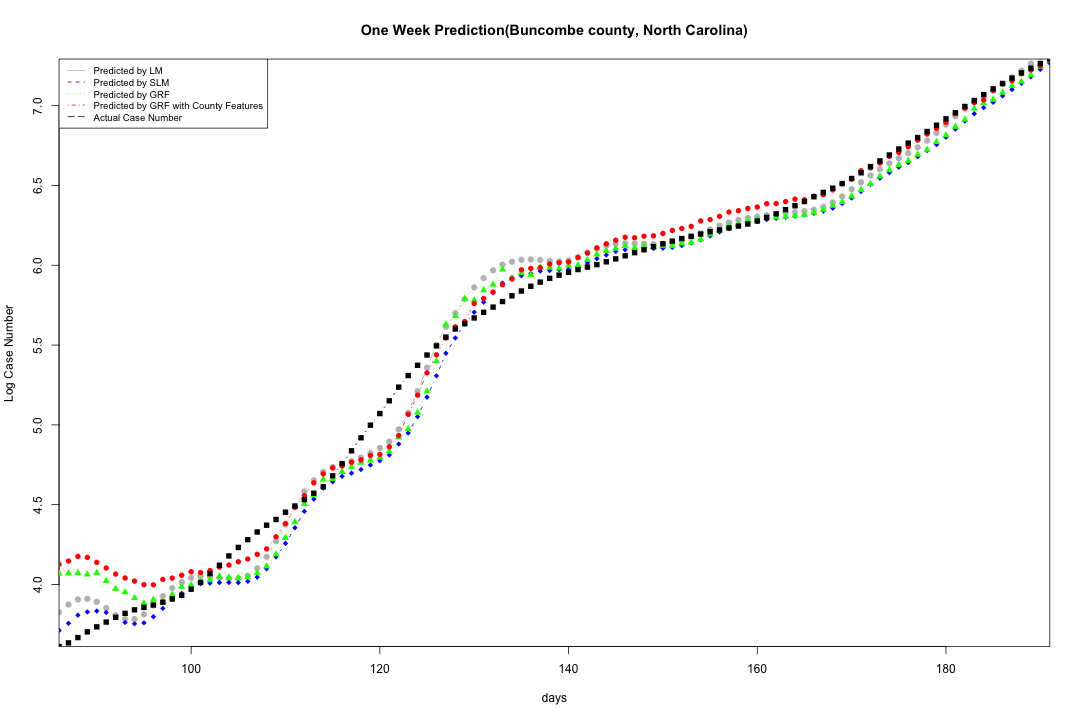 One Week Prediction(Buncombe county, North Carolina)
Predicted by LM
Predicted by SLM
Predicted by GRF
Predicted by GRF with County Features
Actual Case Number
Log Case Number
7.0
6.5
6.0
5.5
5.0
4.5
4.0
100
120
140
160
180
days